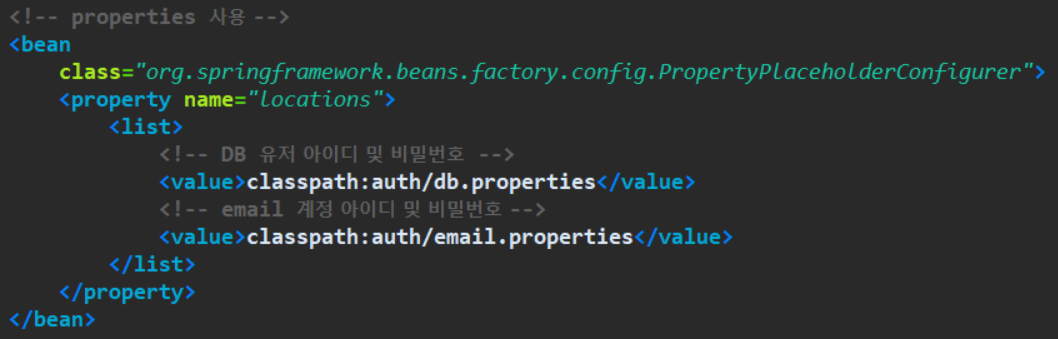 <!-- properties 사용 -->
<bean
class="org.springframework.beans.factory.config.PropertyPlaceholderConfigurer">
<property name="locations">
<list>
<!-- DB 유저 아이디 및 비밀번호 -->
<value>classpath:auth/db.properties</value>
<!-- email 계정 아이디 및 비밀번호 -->
<value>classpath:auth/email.properties</value>
</list>
</property>
</bean>